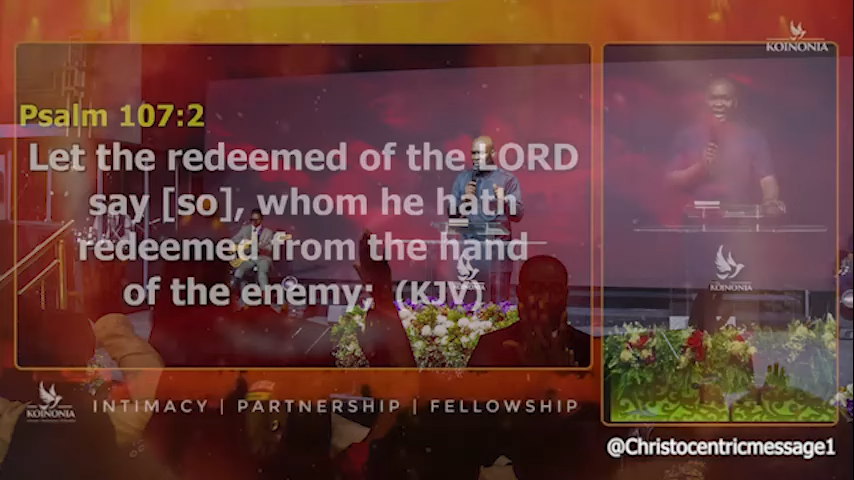 KOINONIA
Psalm 107:2
Let the redeemed of the LORD
say [so], whom he hath
redeemed from the hand
of the enemy; (KJV)
KOINONIA
KOINONIA
KOINONIA
INTIMACY | PARTNERSHIP | FELLOWSHIP
@Christocentricmessage1